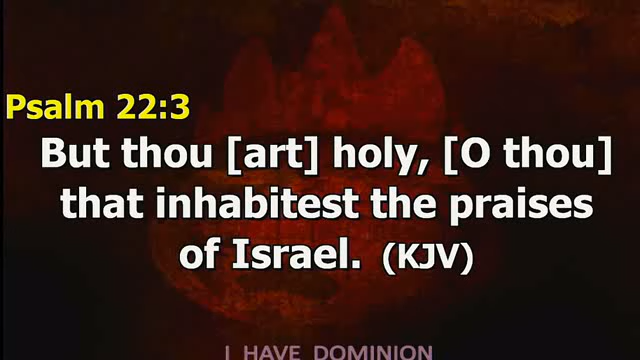 Psalm 22:3
But thou [art] holy, [O thou]
that inhabitest the praises
of Israel. (KJV)
I HAVE DOMINION